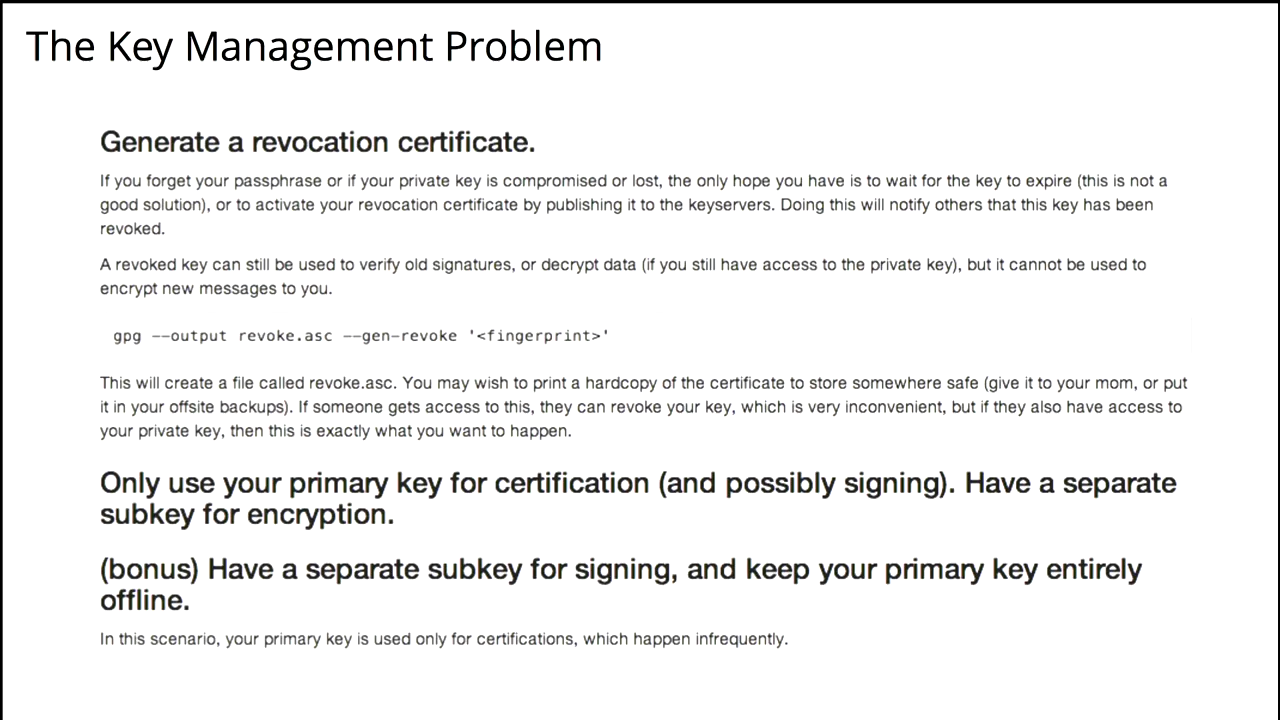 The Key Management Problem
Generate a revocation certificate.
If you forget your passphrase or if your private key is compromised or lost, the only hope you have is to wait for the key to expire (this is not a
good solution), or to activate your revocation certificate by publishing it to the keyservers. Doing this will notify others that this key has been
revoked.
A revoked key can still be used to verify old signatures, or decrypt data (if you still have access to the private key), but it cannot be used to
encrypt new messages to you.
gpg --output revoke.asc --gen-revoke '<fingerprint>'
This will create a file called revoke.asc. You may wish to print a hardcopy of the certificate to store somewhere safe (give it to your mom, or put
it in your offsite backups). If someone gets access to this, they can revoke your key, which is very inconvenient, but if they also have access to
your private key, then this is exactly what you want to happen.
Only use your primary key for certification (and possibly signing). Have a separate
subkey for encryption.
(bonus) Have a separate subkey for signing, and keep your primary key entirely
offline.
In this scenario, your primary key is used only for certifications, which happen infrequently.